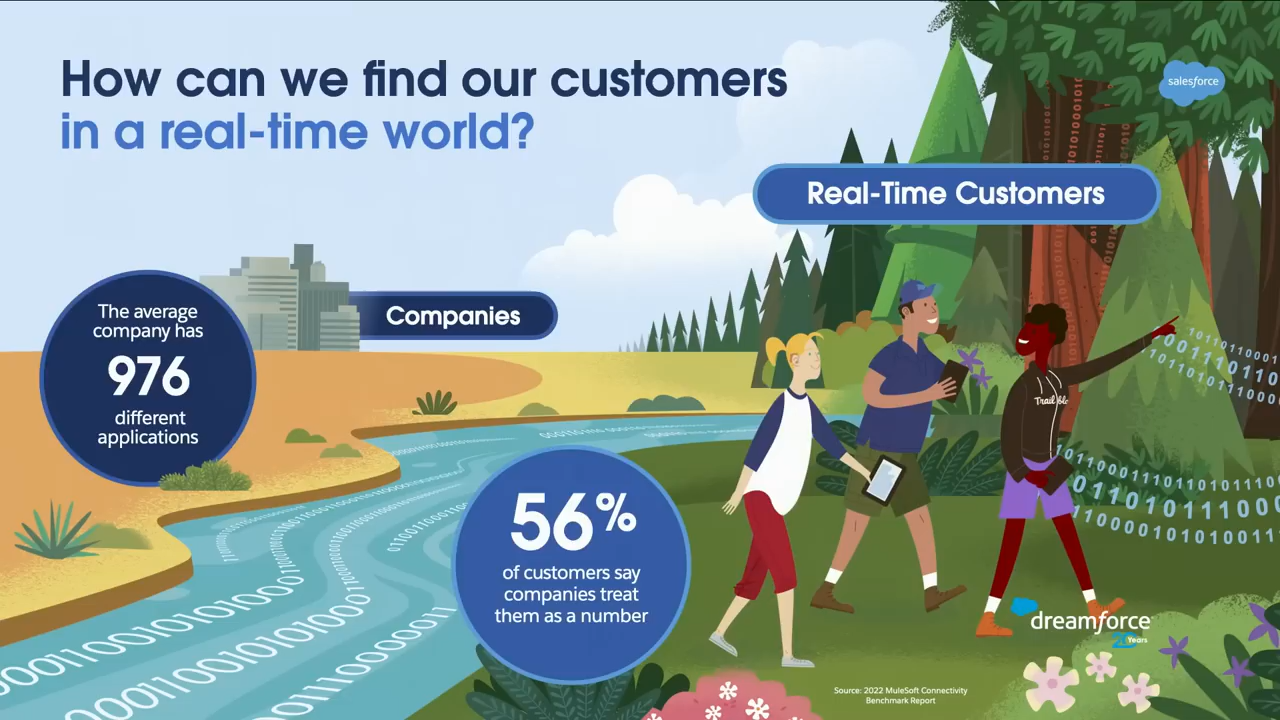 How can we find our customers
in a real-time world?
salesforce
Real-Time Customers
Companies
The average
company has
976
different
applications
56%
of customers say
companies treat
them as a number
dreamforce
20 Years
Source: 2022 MuleSoft Connectivity
Benchmark Report